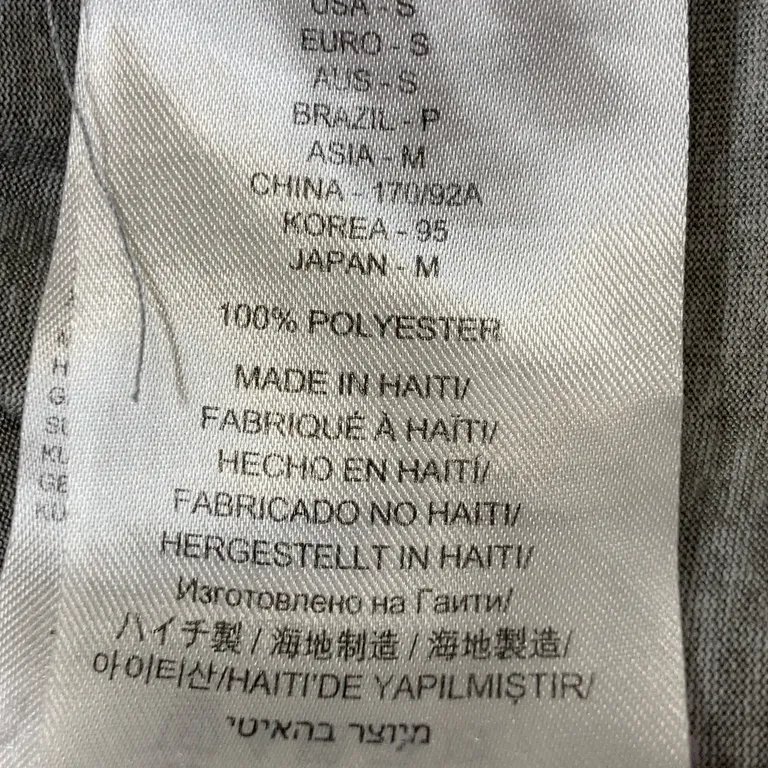 USA - S
EURO - S
AUS - S
BRAZIL - P
ASIA - M
CHINA - 170/92A
KOREA - 95
JAPAN - M
100% POLYESTER
MADE IN HAITI/
FABRIQUÉ À HAÏTI/
HECHO EN HAITÍ/
FABRICADO NO HAITI/
HERGESTELLT IN HAITI/
Изготовлено на Гаити/
ハイチ製 / 海地制造 / 海地製造/
아이티산/HAITI'DE YAPILMIŞTIR/
מיוצר בהאיטי